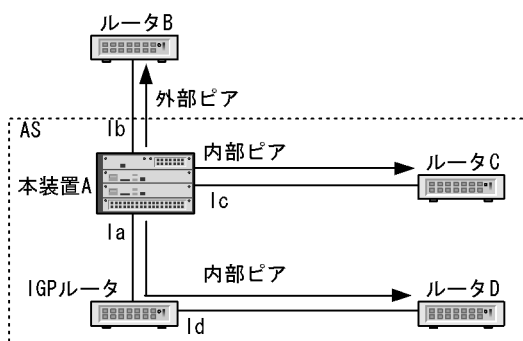 ルータB
外部ピア
AS
Ib
内部ピア
ルータC
本装置A
Ic
Ia
内部ピア
IGPルータ
ルータD
Id